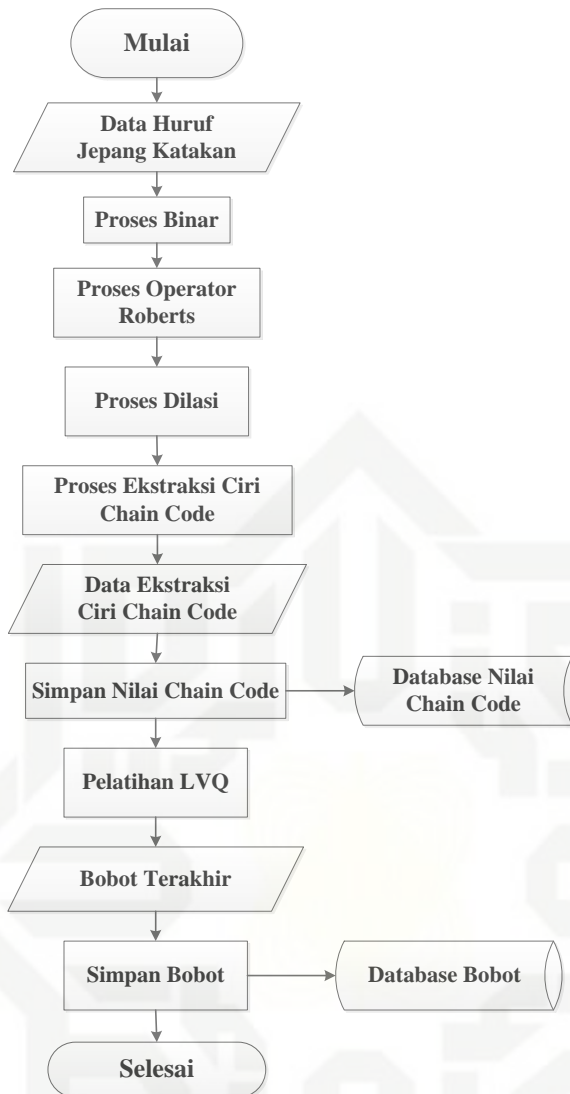 Mulai
Data Huruf
Jepang Katakan
Proses Binar
Proses Operator
Roberts
Proses Dilasi
Proses Ekstraksi Ciri
Chain Code
Data Ekstraksi
Ciri Chain Code
Simpan Nilai Chain Code
Database Nilai
Chain Code
Pelatihan LVQ
Bobot Terakhir
Simpan Bobot
Database Bobot
Selesai